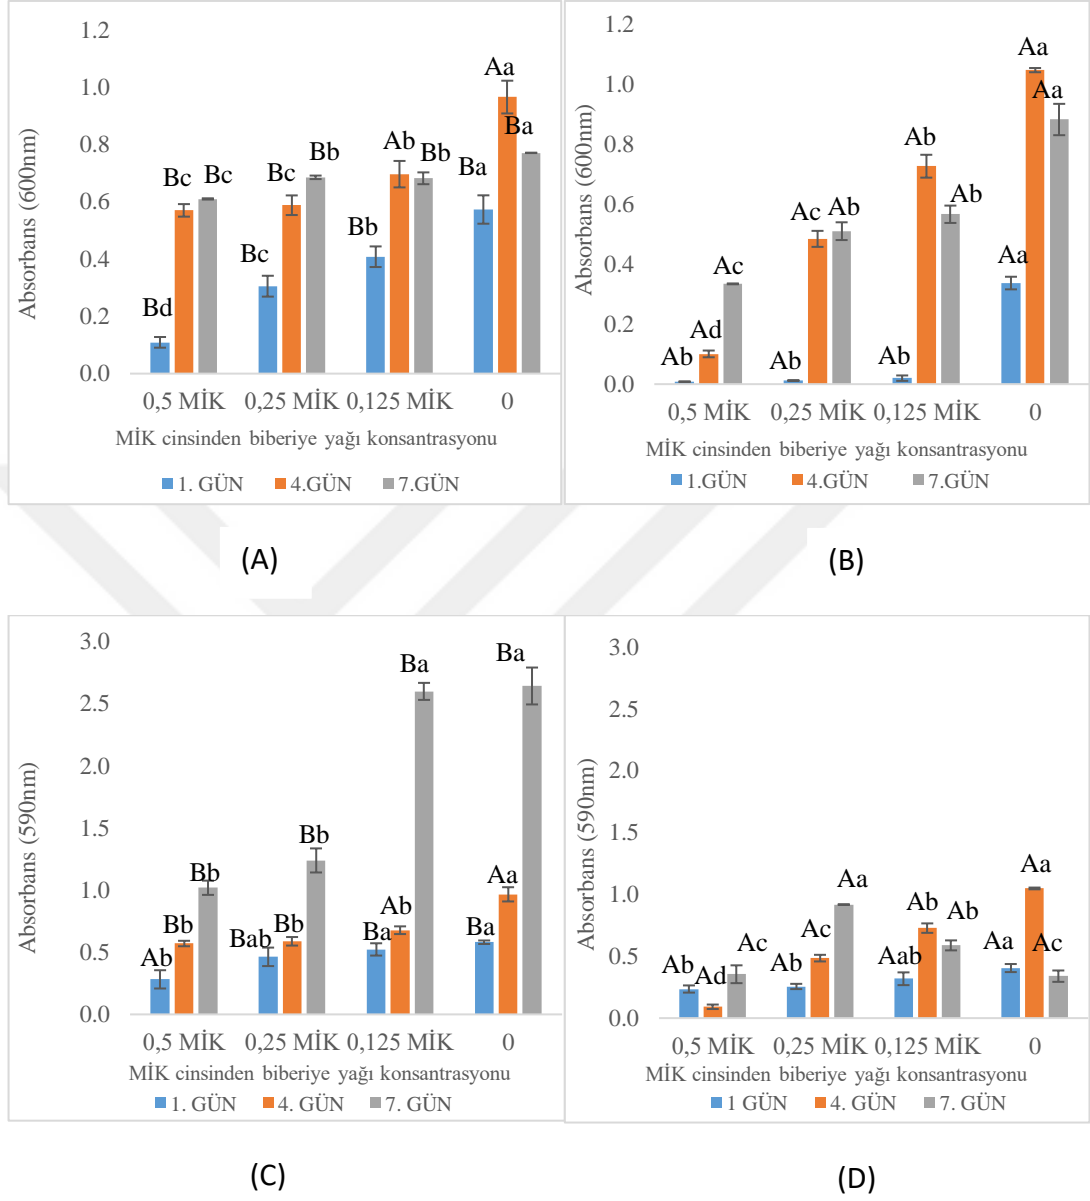 1.2
1.0
0.8
0.6
0.4
0.2
0.0
Absorbans (600nm)
Bd
Bc
Bc
Bc
Bc
Bb
Bb
Ab
Bb
Ba
Aa
Ba
0,5 MİK 0,25 MİK 0,125 MİK 0
MİK cinsinden biberiye yağı konsantrasyonu
1. GÜN 4.GÜN 7.GÜN
(A)
1.2
1.0
0.8
0.6
0.4
0.2
0.0
Absorbans (600nm)
Ab
Ad
Ac
Ab
Ac
Ab
Ab
Ab
Ab
Aa
Aa
Aa
0,5 MİK 0,25 MİK 0,125 MİK 0
MİK cinsinden biberiye yağı konsantrasyonu
1.GÜN 4.GÜN 7.GÜN
(B)
3.0
2.5
2.0
1.5
1.0
0.5
0.0
Absorbans (590nm)
Ab
Bb
Bb
Bab
Bb
Bb
Ba
Ab
Ba
Ba
Aa
Ba
0,5 MİK 0,25 MİK 0,125 MİK 0
MİK cinsinden biberiye yağı konsantrasyonu
1. GÜN 4. GÜN 7. GÜN
(C)
3.0
2.5
2.0
1.5
1.0
0.5
0.0
Absorbans (590nm)
Ab
Ad
Ac
Ab
Ac
Aa
Aab
Ab
Ab
Aa
Aa
Ac
0,5 MİK 0,25 MİK 0,125 MİK 0
MİK cinsinden biberiye yağı konsantrasyonu
1 GÜN 4. GÜN 7. GÜN
(D)